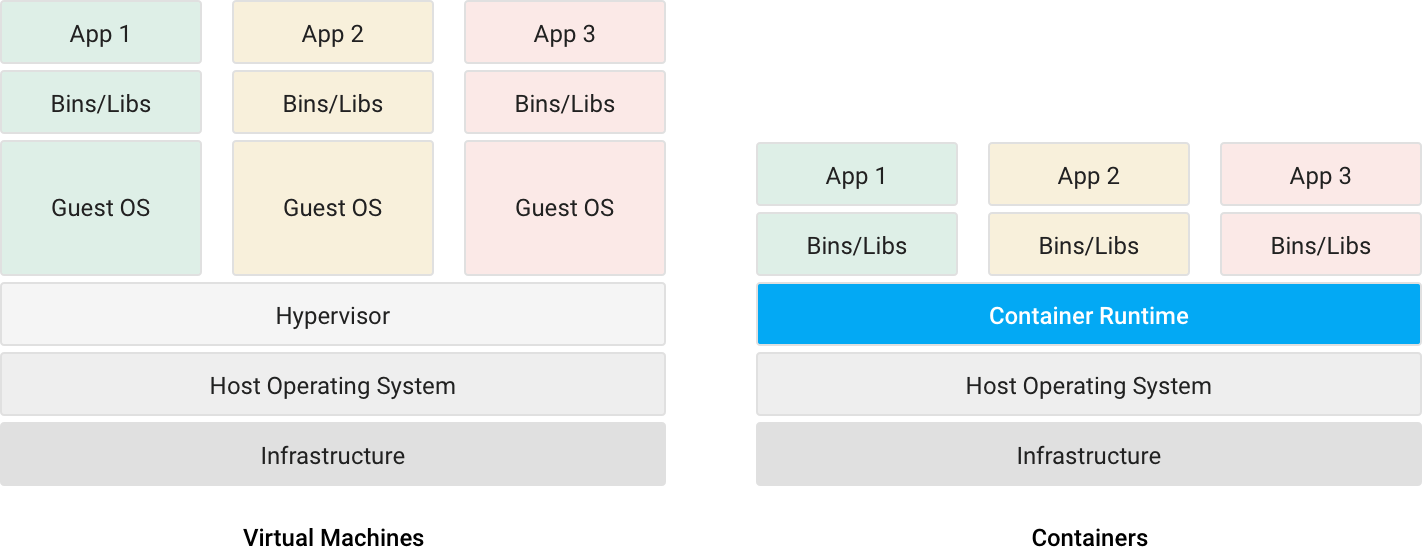 App 1
App 2
App 3
Bins/Libs
Bins/Libs
Bins/Libs
Guest OS
Guest OS
Guest OS
Hypervisor
Host Operating System
Infrastructure
Virtual Machines
App 1
App 2
App 3
Bins/Libs
Bins/Libs
Bins/Libs
Container Runtime
Host Operating System
Infrastructure
Containers